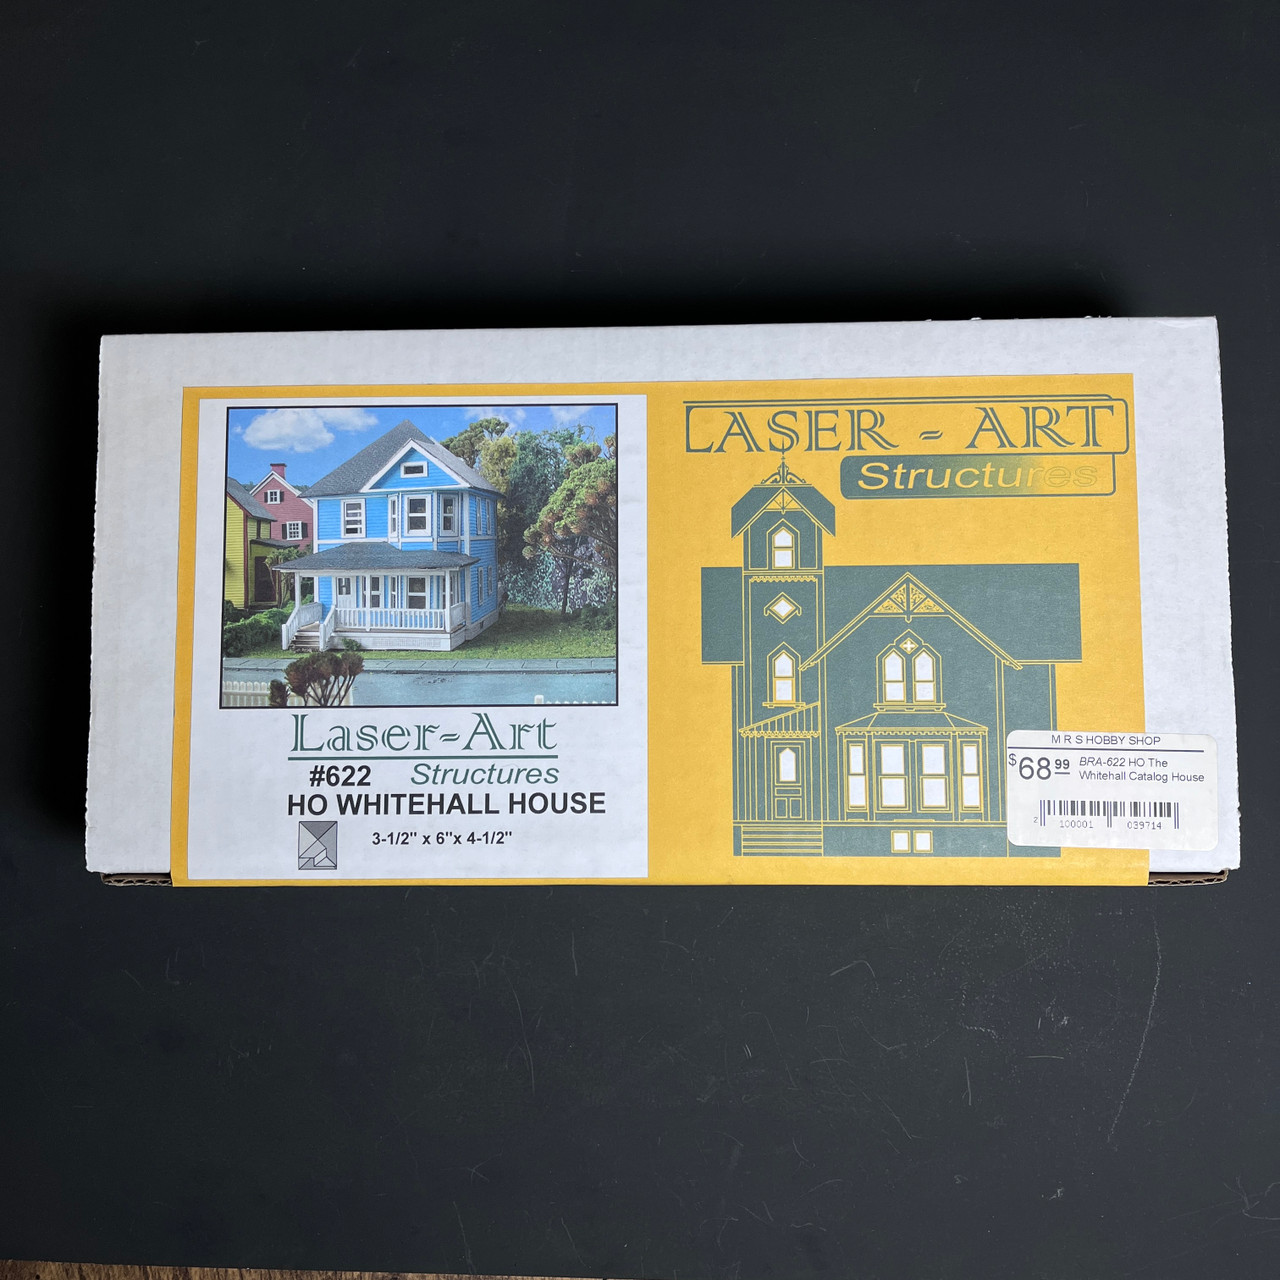 Laser-Art
#622 Structures
HO WHITEHALL HOUSE
3-1/2" x 6"x 4-1/2"
LASER - ART
Structures
M R S HOBBY SHOP
$68 99
BRA-622 HO The
Whitehall Catalog House
2 100001 039714